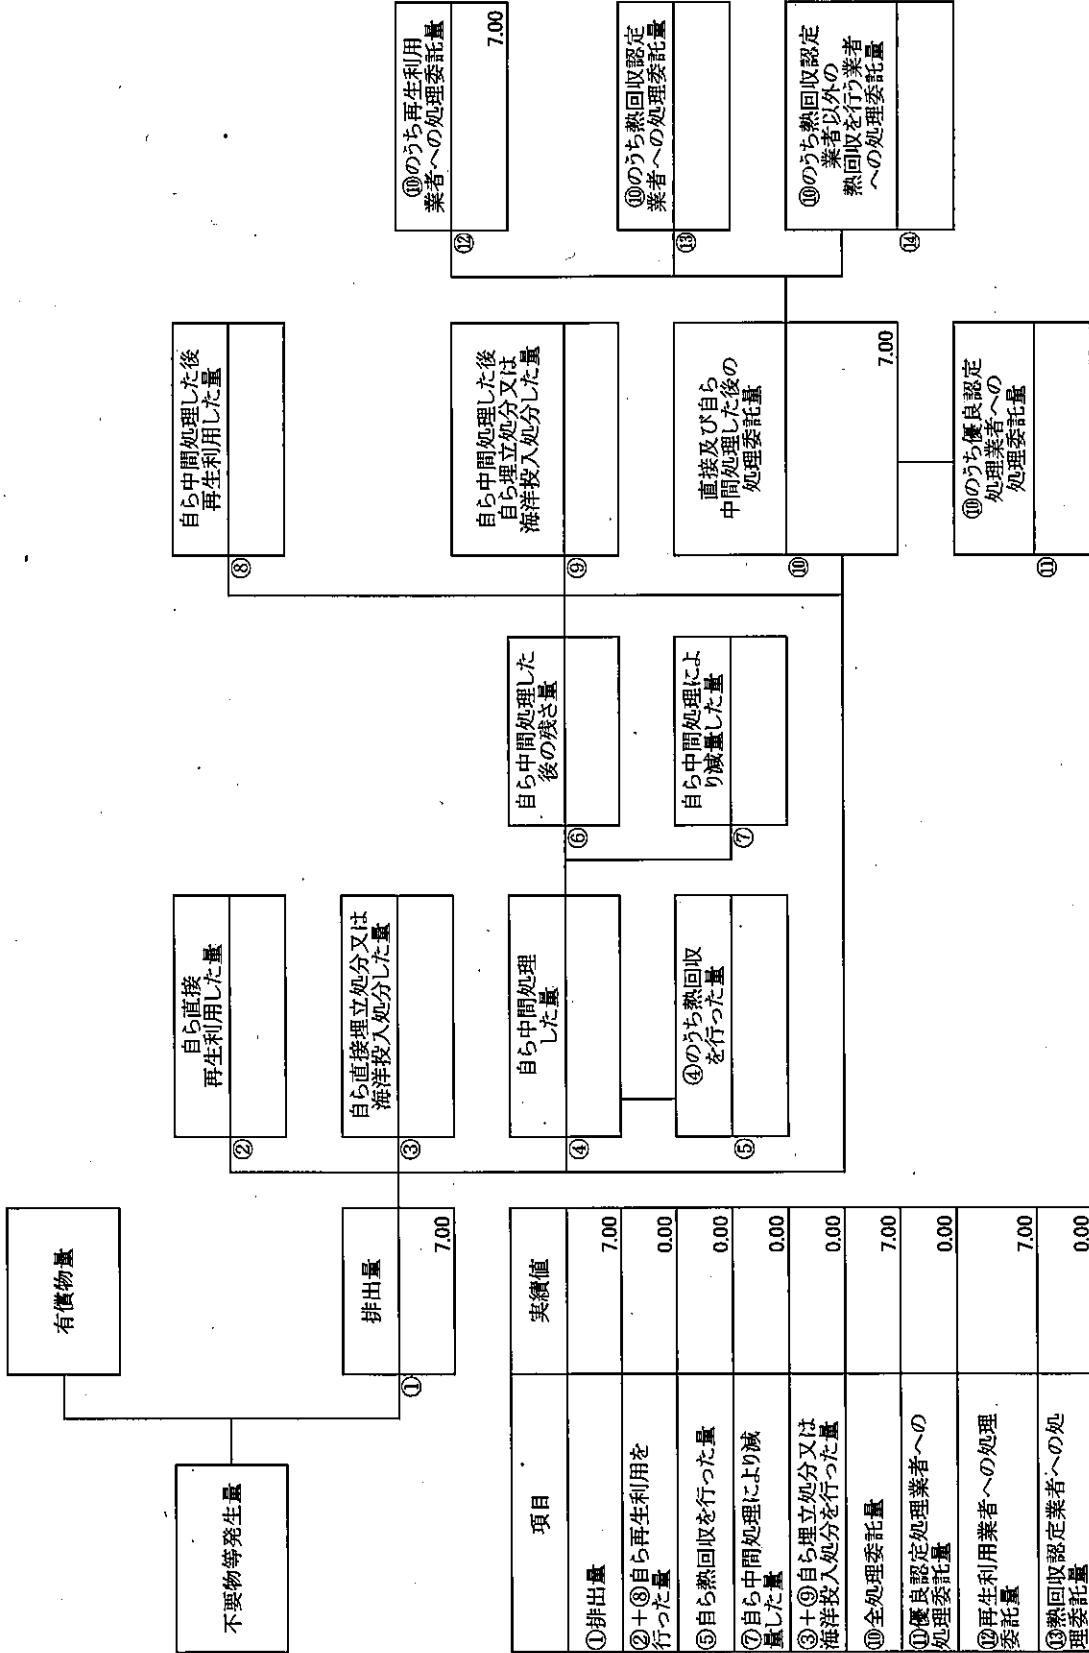 不要物等発生量
有償物量
①
排出量
7.00
②
自ら直接
再生利用した量
③
自ら直接埋立処分又は
海洋投入処分した量
④
自ら中間処理
した量
⑤
④のうち熱回収
を行った量
⑥
自ら中間処理した
後の残さ量
⑦
自ら中間処理によ
り減量した量
⑧
自ら中間処理した後
再生利用した量
⑨
自ら中間処理した後
自ら埋立処分又は
海洋投入処分した量
⑩
直接及び自ら
中間処理した後の
処理委託量
7.00
⑪
⑩のうち優良認定
処理業者への
処理委託量
⑫
⑩のうち再生利用
業者への処理委託量
7.00
⑬
⑩のうち熱回収認定
業者への処理委託量
⑭
⑩のうち熱回収認定
業者以外の
熱回収を行う業者
への処理委託量
項目
実績値
①排出量
7.00
②+⑧自ら再生利用を
行った量
0.00
⑤自ら熱回収を行った量
0.00
⑦自ら中間処理により減
量した量
0.00
③+⑨自ら埋立処分又は
海洋投入処分を行った量
0.00
⑩全処理委託量
7.00
⑪優良認定処理業者への
処理委託量
0.00
⑫再生利用業者への処理
委託量
7.00
⑬熱回収認定業者への処
理委託量
0.00